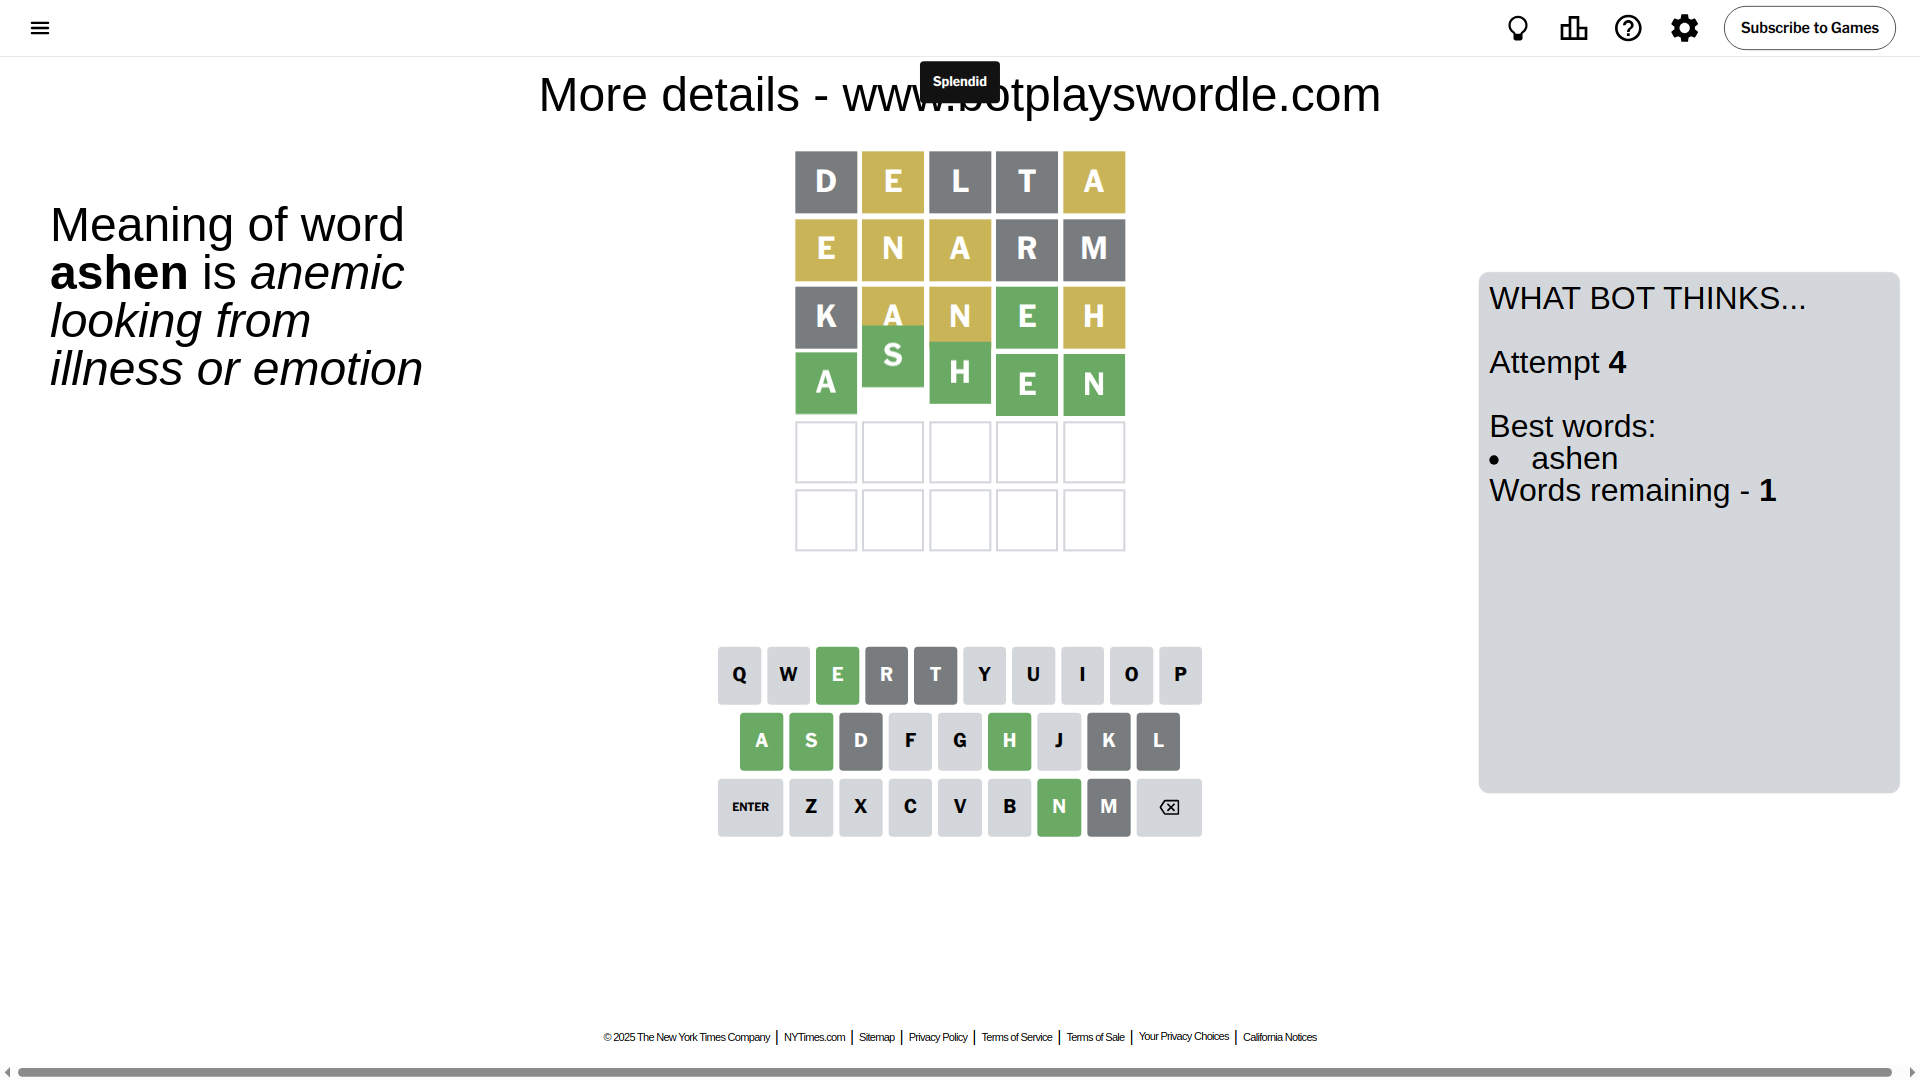 Subscribe to Games
Splendid
More details - www.botplayswordle.com
Meaning of word
ashen is anemic
looking from
illness or emotion
D E L T A
E N A R M
K A N E H
A S H E N
WHAT BOT THINKS...
Attempt 4
Best words:
• ashen
Words remaining - 1
Q W E R T Y U I O P
A S D F G H J K L
ENTER Z X C V B N M
© 2025 The New York Times Company | NYTimes.com | Sitemap | Privacy Policy | Terms of Service | Terms of Sale | Your Privacy Choices | California Notices